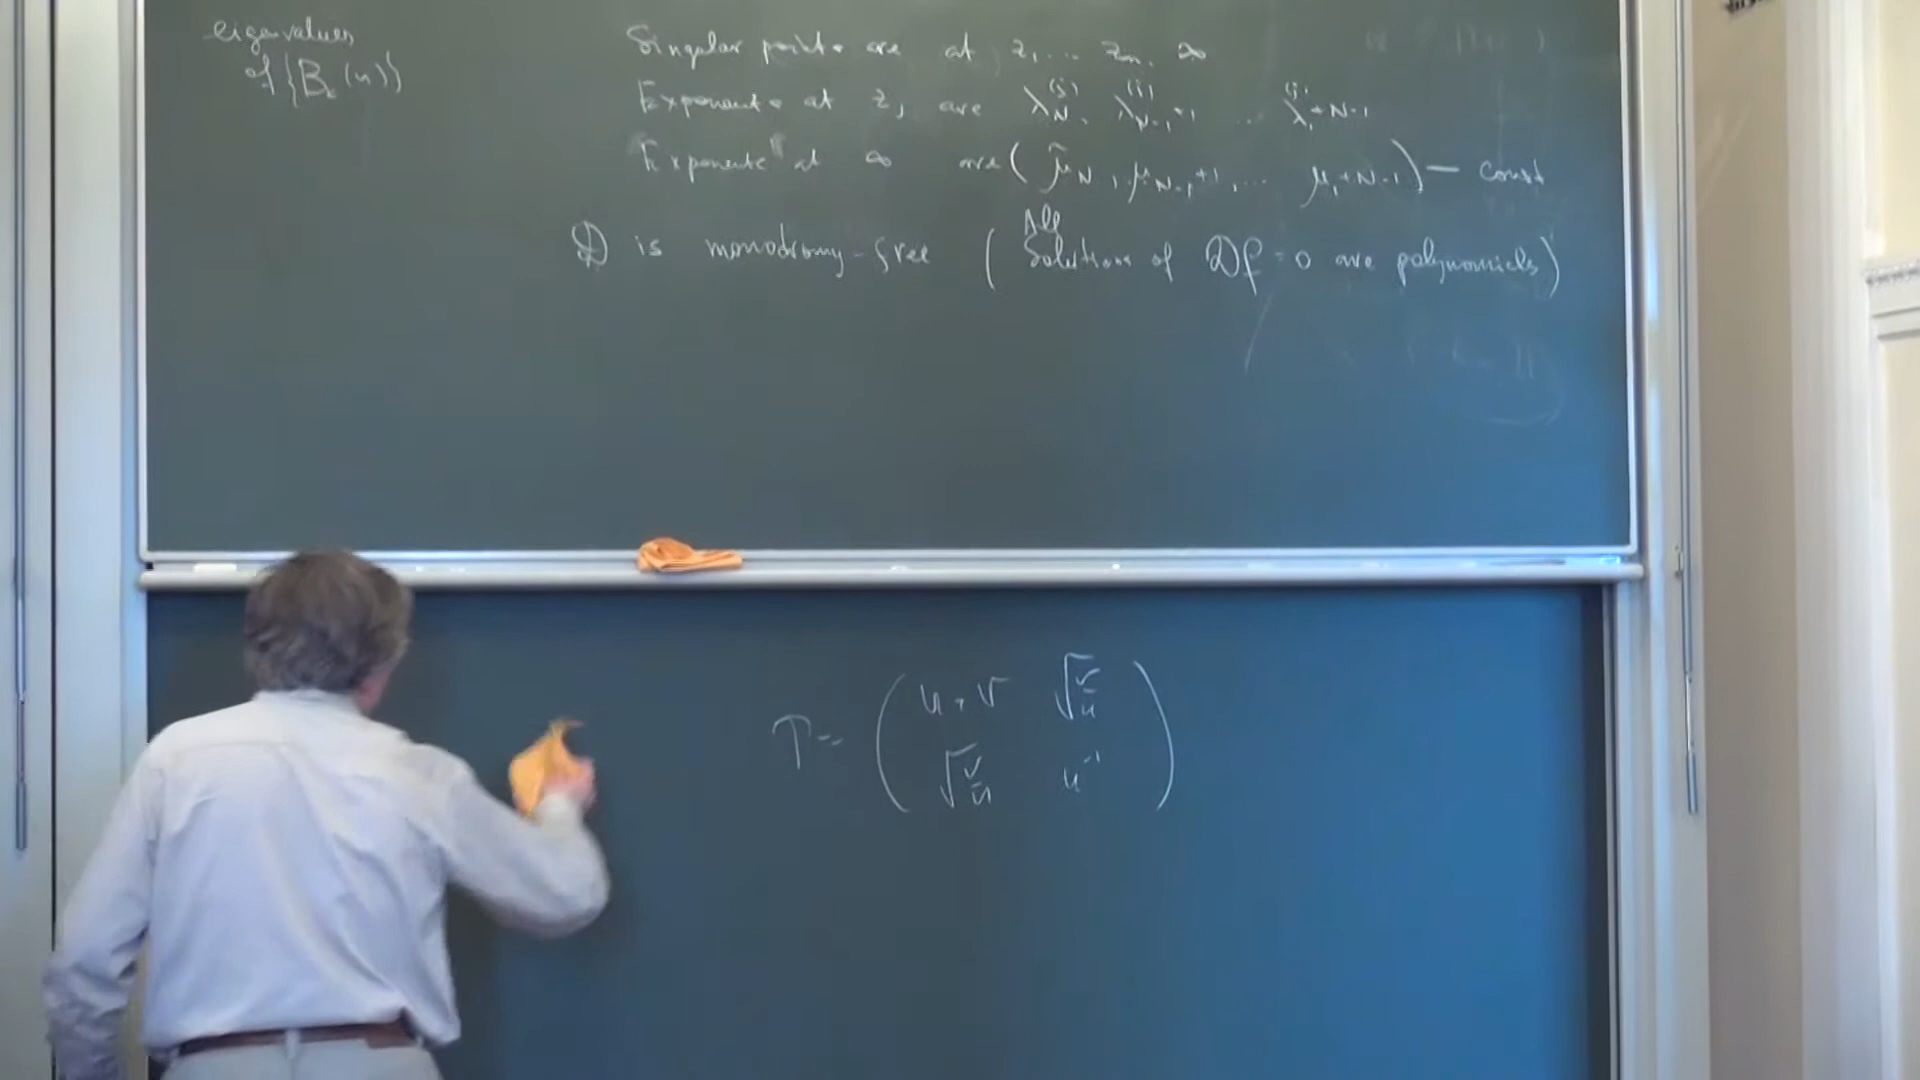 eigenvalues
of {B_i(u)}
Singular points are at z_1 ... z_n, ∞
Exponents at z_j are λ_N^{(j)}, λ_{N-1}^{(j)}+1 ... λ_1^{(j)}+N-1
Exponents at ∞ are (μ̃_N, μ_{N-1}+1, ... μ_1+N-1) — const
All
𝒟 is monodromy-free (Solutions of 𝒟f=0 are polynomials)
T = ( √(v/u)
√(v/u) u^{-1} )